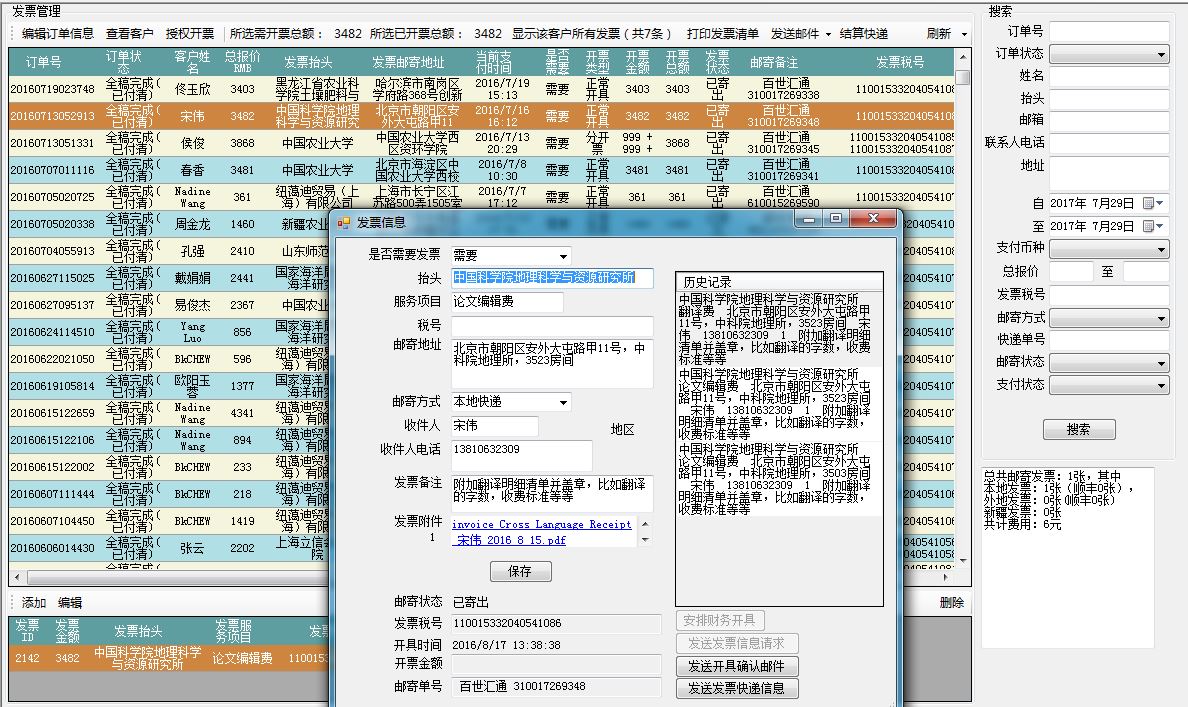 发票管理
编辑订单信息 查看客户 授权开票 所选需开票总额： 3482 所选已开票总额： 3482 显示该客户所有发票（共7条） 打印发票清单 发送邮件 结算快递 刷新
订单号 订单状态 客户姓名 总报价RMB 发票抬头 发票邮寄地址 当前支付时间 是否需要 开票类型 开票金额 开票总额 发票状态 邮寄备注 发票税号
20160719023748 全稿完成(已付清) 佟玉欣 3403 黑龙江省农业科学院土壤肥料与 哈尔滨市南岗区学府路368号创新 2016/7/19 15:13 需要 正常开具 3403 3403 已寄出 百世汇通 310017269338 1100153320405410
20160713052913 全稿完成(已付清) 宋伟 3482 中国科学院地理科学与资源研究 北京市朝阳区安外大屯路甲11 2016/7/16 16:12 需要 正常开具 3482 3482 已寄出 百世汇通 310017269348 110015332040541086
20160713051331 全稿完成(已付清) 侯俊 3868 中国农业大学 中国农业大学西区资环学院 2016/7/13 20:29 需要 分开票 999 + 999 + 3868 已寄出 百世汇通 310017269345 11001533204054108 11001533204054108
20160707011116 全稿完成(已付清) 春香 3481 中国农业大学 北京市海淀区中国农业大学西校 2016/7/8 10:30 需要 正常开具 3481 3481 已寄出 百世汇通 310017269341 11001533204054108
20160705020725 全稿完成(已付清) Nadine Wang 361 纽蔼迪贸易（上海）有限公司 上海市长宁区江苏路500弄1505室 2016/7/7 17:12 需要 正常开具 361 361 已寄出 百世汇通 610015269590 11001533204054108
20160705020338 全稿完成(已付清) 周金龙 1460 新疆农业
20160704055913 全稿完成(已付清) 孔强 2410 山东师范
20160627115025 全稿完成(已付清) 戴娟娟 2441 国家海洋局海洋研
20160627095137 全稿完成(已付清) 易俊杰 2367 中国农业
20160624114510 全稿完成(已付清) Yang Luo 856 国家海洋局海洋研
20160622021050 全稿完成(已付清) BkCHEW 596 纽蔼迪贸易海）有限
20160619105814 全稿完成(已付清) 欧阳玉蓉 1377 国家海洋局海洋研
20160615122659 全稿完成(已付清) Nadine Wang 4341 纽蔼迪贸易海）有限
20160615122106 全稿完成(已付清) Nadine Wang 894 纽蔼迪贸易海）有限
20160615122002 全稿完成(已付清) BkCHEW 233 纽蔼迪贸易海）有限
20160607111444 全稿完成(已付清) BkCHEW 218 纽蔼迪贸易海）有限
20160607104450 全稿完成(已付清) BkCHEW 1419 纽蔼迪贸易海）有限
20160606014430 全稿完成(已付清) 张云 2202 上海立信会院
添加 编辑 删除
发票ID 发票金额 发票抬头 发票服务项目 发票
2142 3482 中国科学院地理科学与资源研究所 论文编辑费 1100153
发票信息
是否需要发票 需要
抬头 中国科学院地理科学与资源研究所
服务项目 论文编辑费
税号
邮寄地址 北京市朝阳区安外大屯路甲11号，中
科院地理所，3523房间
邮寄方式 本地快递
收件人 宋伟
地区
收件人电话 13810632309
发票备注 附加翻译明细清单并盖章，比如翻译
的字数，收费标准等等
发票附件 1 invoice Cross Language Receipt
宋伟 2016 8 15.pdf
保存
邮寄状态 已寄出
发票税号 110015332040541086
开具时间 2016/8/17 13:38:38
开票金额
邮寄单号 百世汇通 310017269348
历史记录
中国科学院地理科学与资源研究所
翻译费 北京市朝阳区安外大屯路甲
11号，中科院地理所，3523房间 宋
伟 13810632309 1 附加翻译明细
清单并盖章，比如翻译的字数，收费
标准等等
中国科学院地理科学与资源研究所
论文编辑费 北京市朝阳区安外大屯
路甲11号，中科院地理所，3523房间
宋伟 13810632309 1 附加翻译
明细清单并盖章，比如翻译的字数，
收费标准等等
中国科学院地理科学与资源研究所
论文编辑费 北京市朝阳区安外大屯
路甲11号，中科院地理所，3503房间
宋伟 13810632309 1 附加翻译
明细清单并盖章，比如翻译的字数，
收费标准等等
安排财务开具
发送发票信息请求
发送开具确认邮件
发送发票快递信息
搜索
订单号
订单状态
姓名
抬头
邮箱
联系人电话
地址
自 2017年 7月29日
至 2017年 7月29日
支付币种
总报价 至
发票税号
邮寄方式
快递单号
邮寄状态
支付状态
搜索
总共邮寄发票：1张，其中
本地发票：1张（顺丰0张），
外地发票：0张(顺丰0张)
新疆发票：0张
共计费用：6元